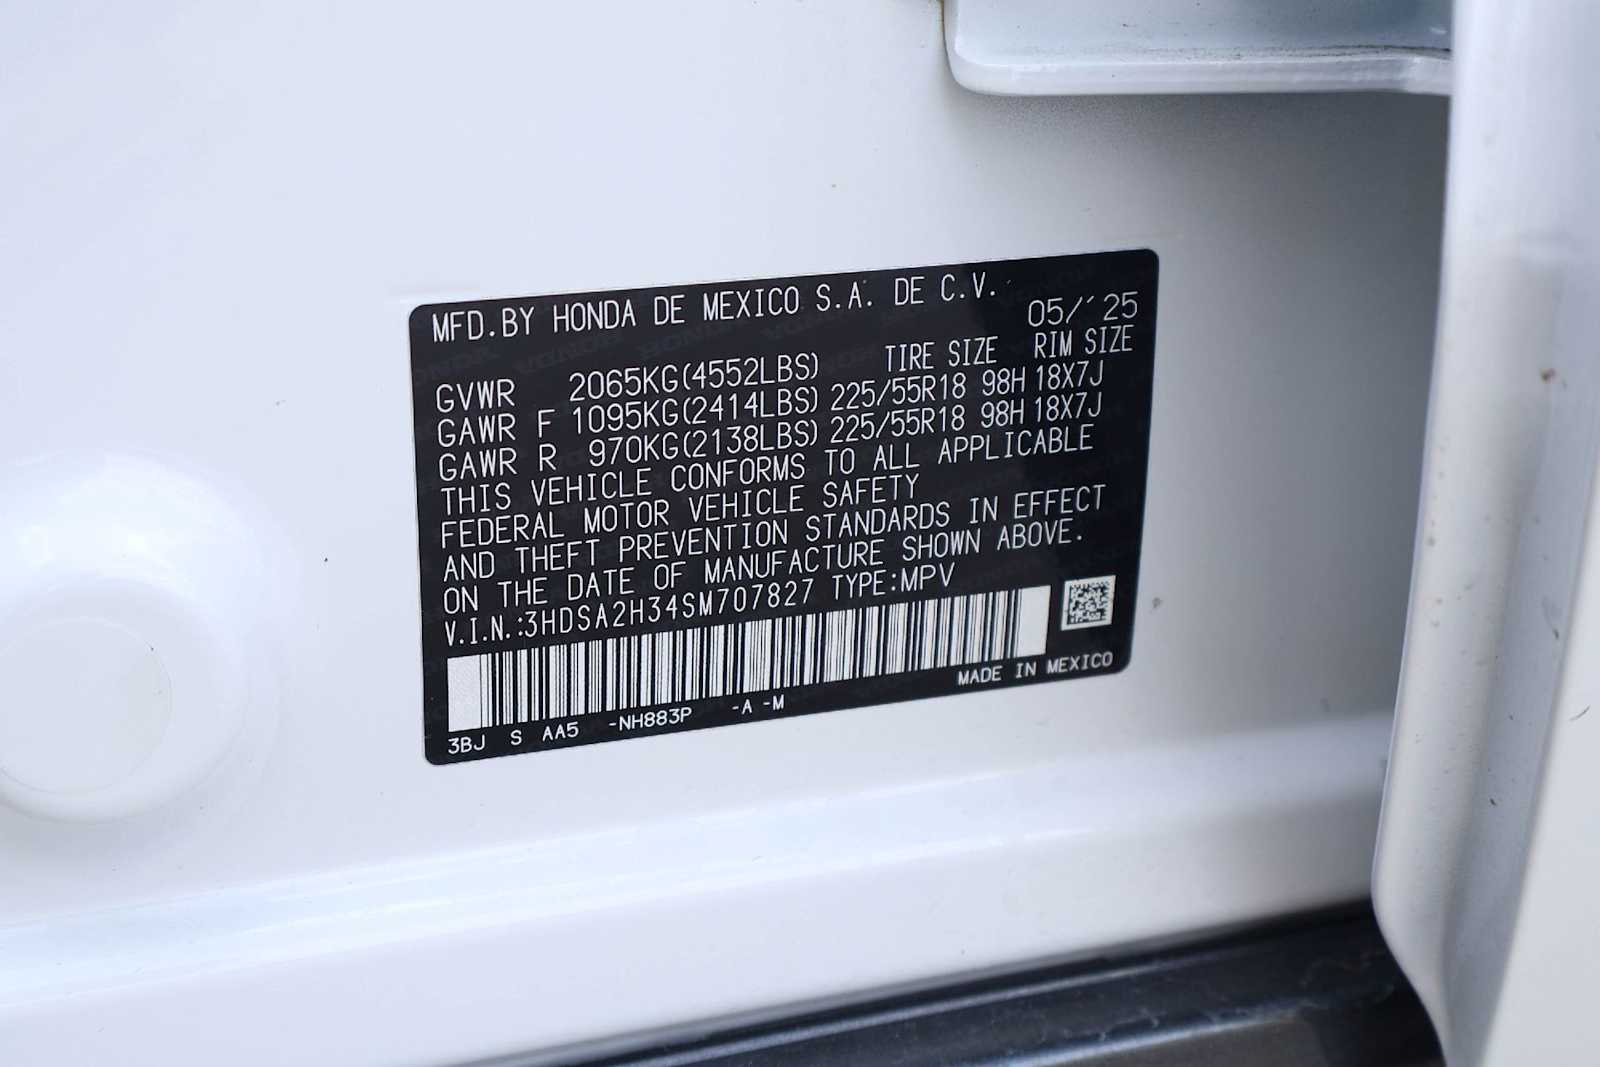 MFD.BY HONDA DE MEXICO S.A. DE C.V. 05/'25
TIRE SIZE RIM SIZE
GVWR 2065KG(4552LBS)
GAWR F 1095KG(2414LBS) 225/55R18 98H 18X7J
GAWR R 970KG(2138LBS) 225/55R18 98H 18X7J
THIS VEHICLE CONFORMS TO ALL APPLICABLE
FEDERAL MOTOR VEHICLE SAFETY
AND THEFT PREVENTION STANDARDS IN EFFECT
ON THE DATE OF MANUFACTURE SHOWN ABOVE.
V.I.N.:3HDSA2H34SM707827 TYPE:MPV
MADE IN MEXICO
3BJ S AA5 -NH883P -A -M